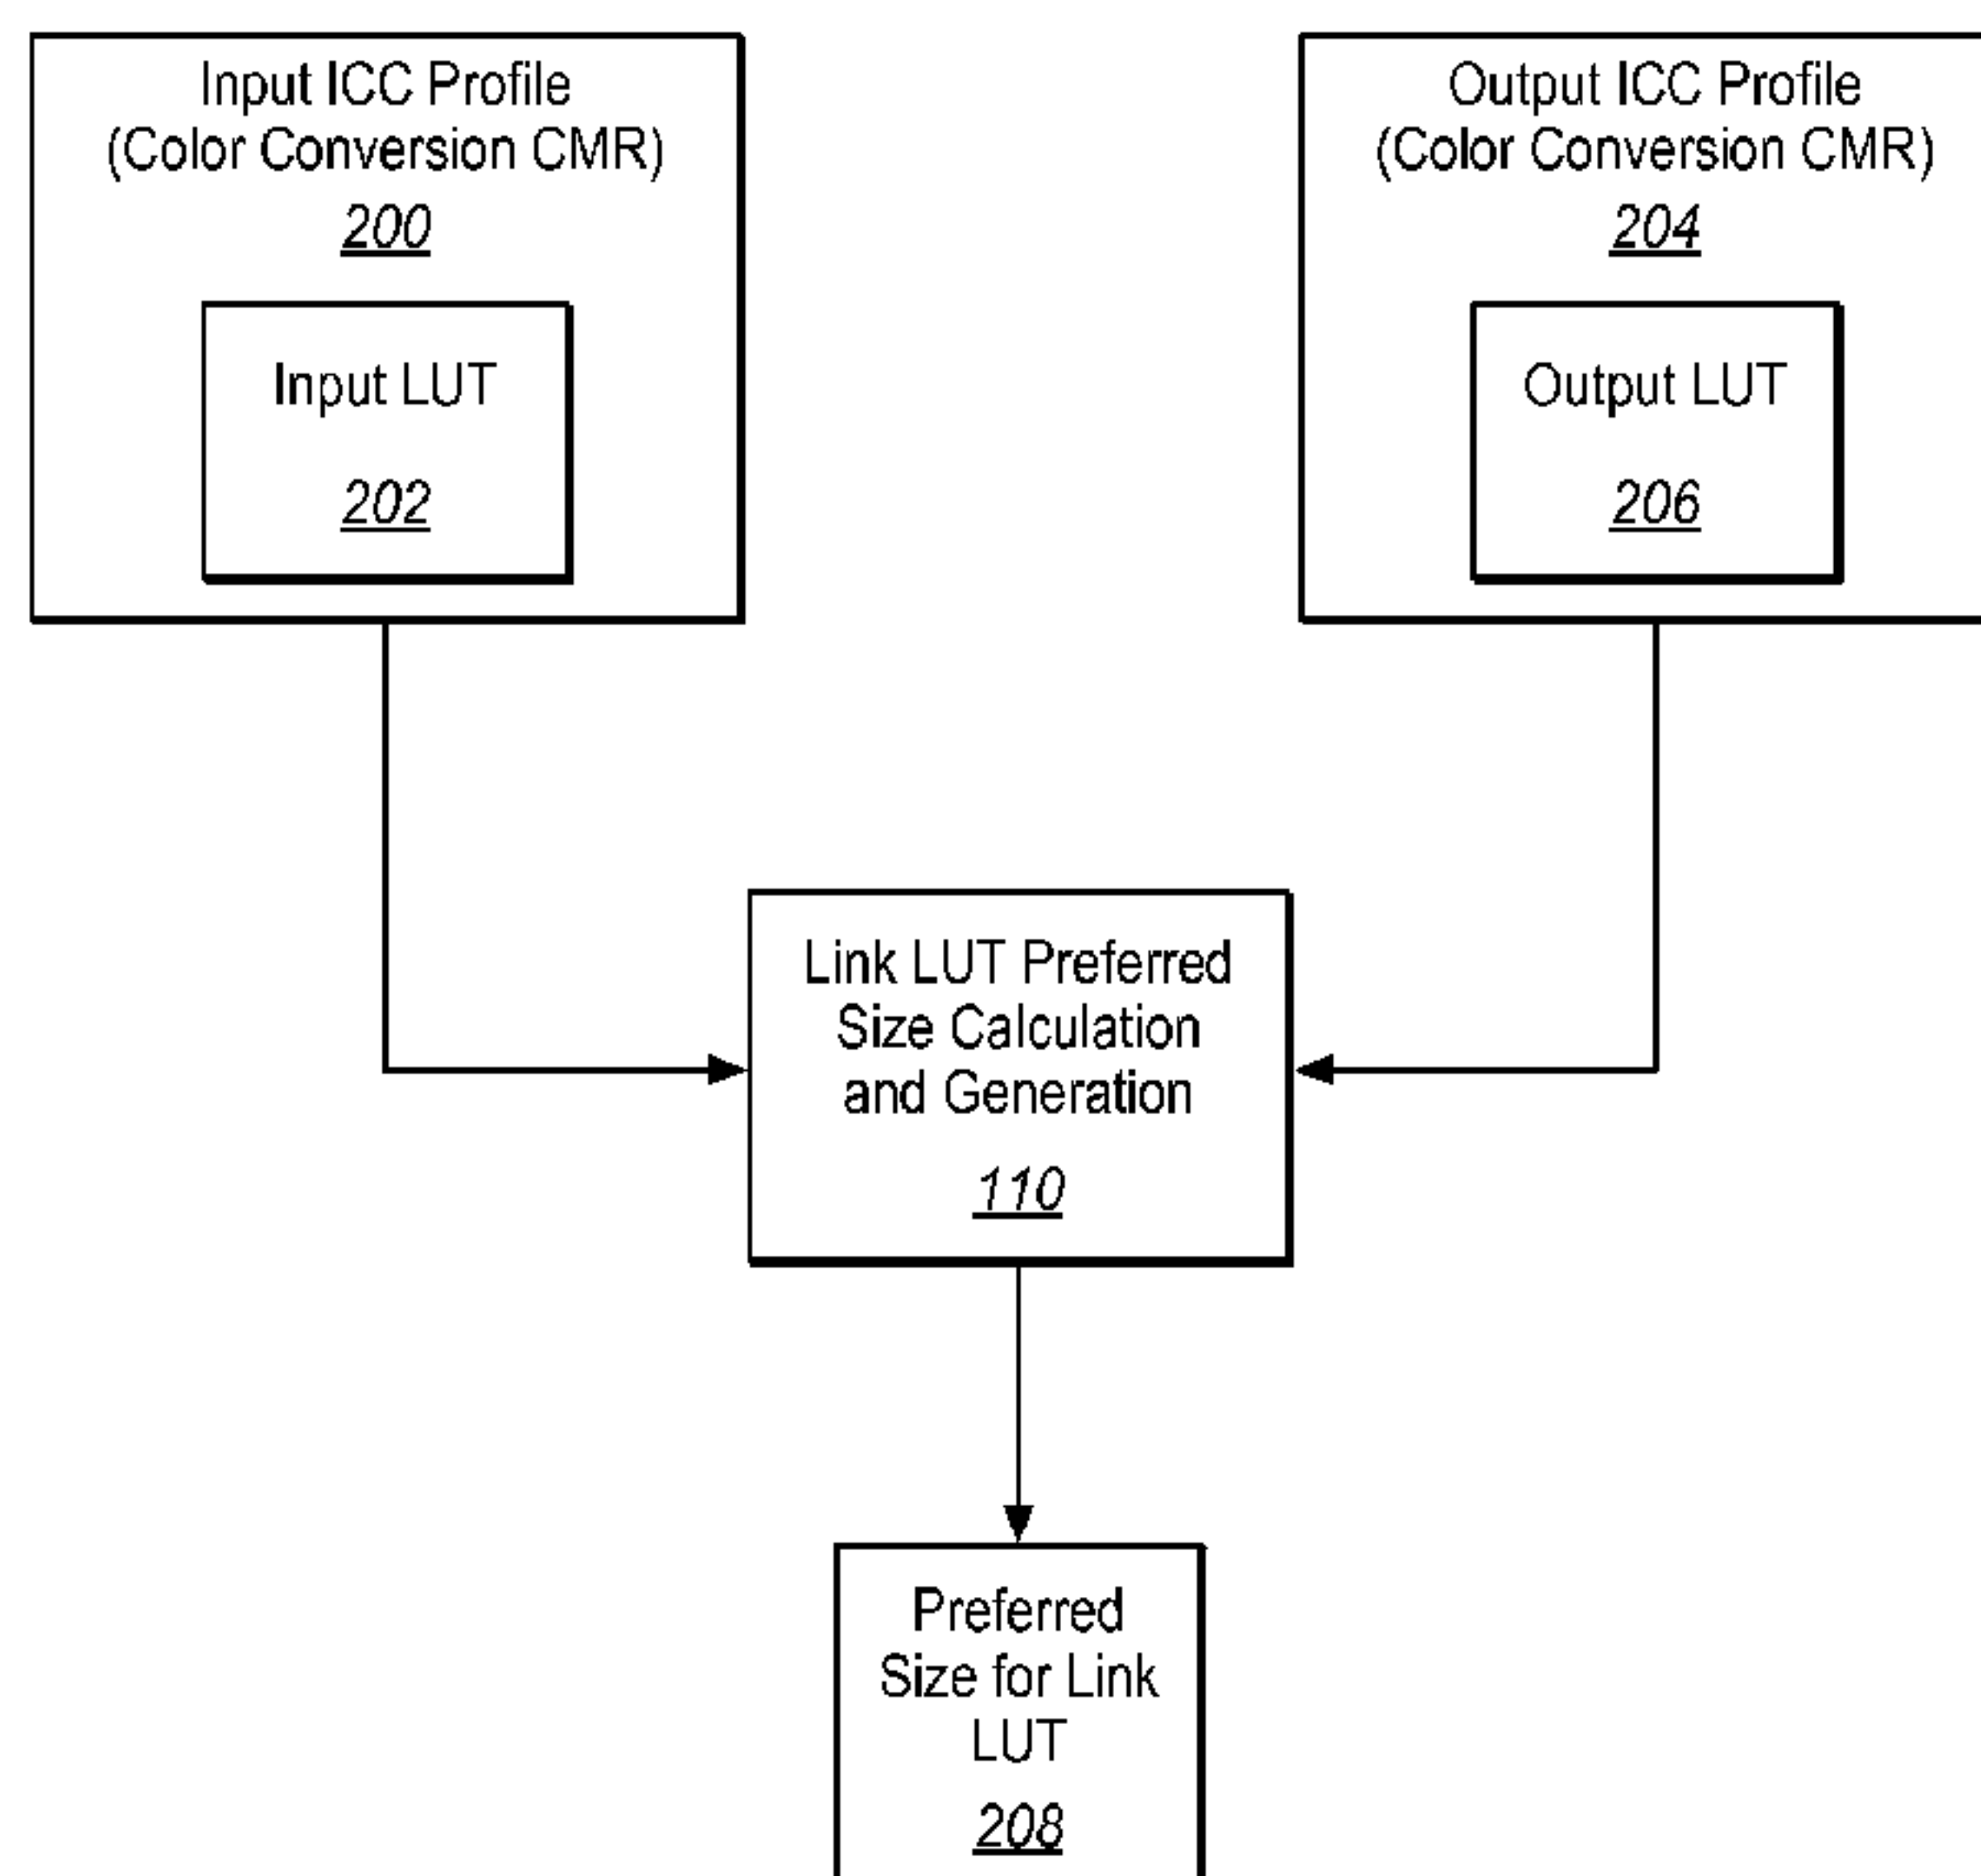 Input ICC Profile
(Color Conversion CMR)
200
Input LUT
202
Output ICC Profile
(Color Conversion CMR)
204
Output LUT
206
Link LUT Preferred
Size Calculation
and Generation
110
Preferred
Size for Link
LUT
208